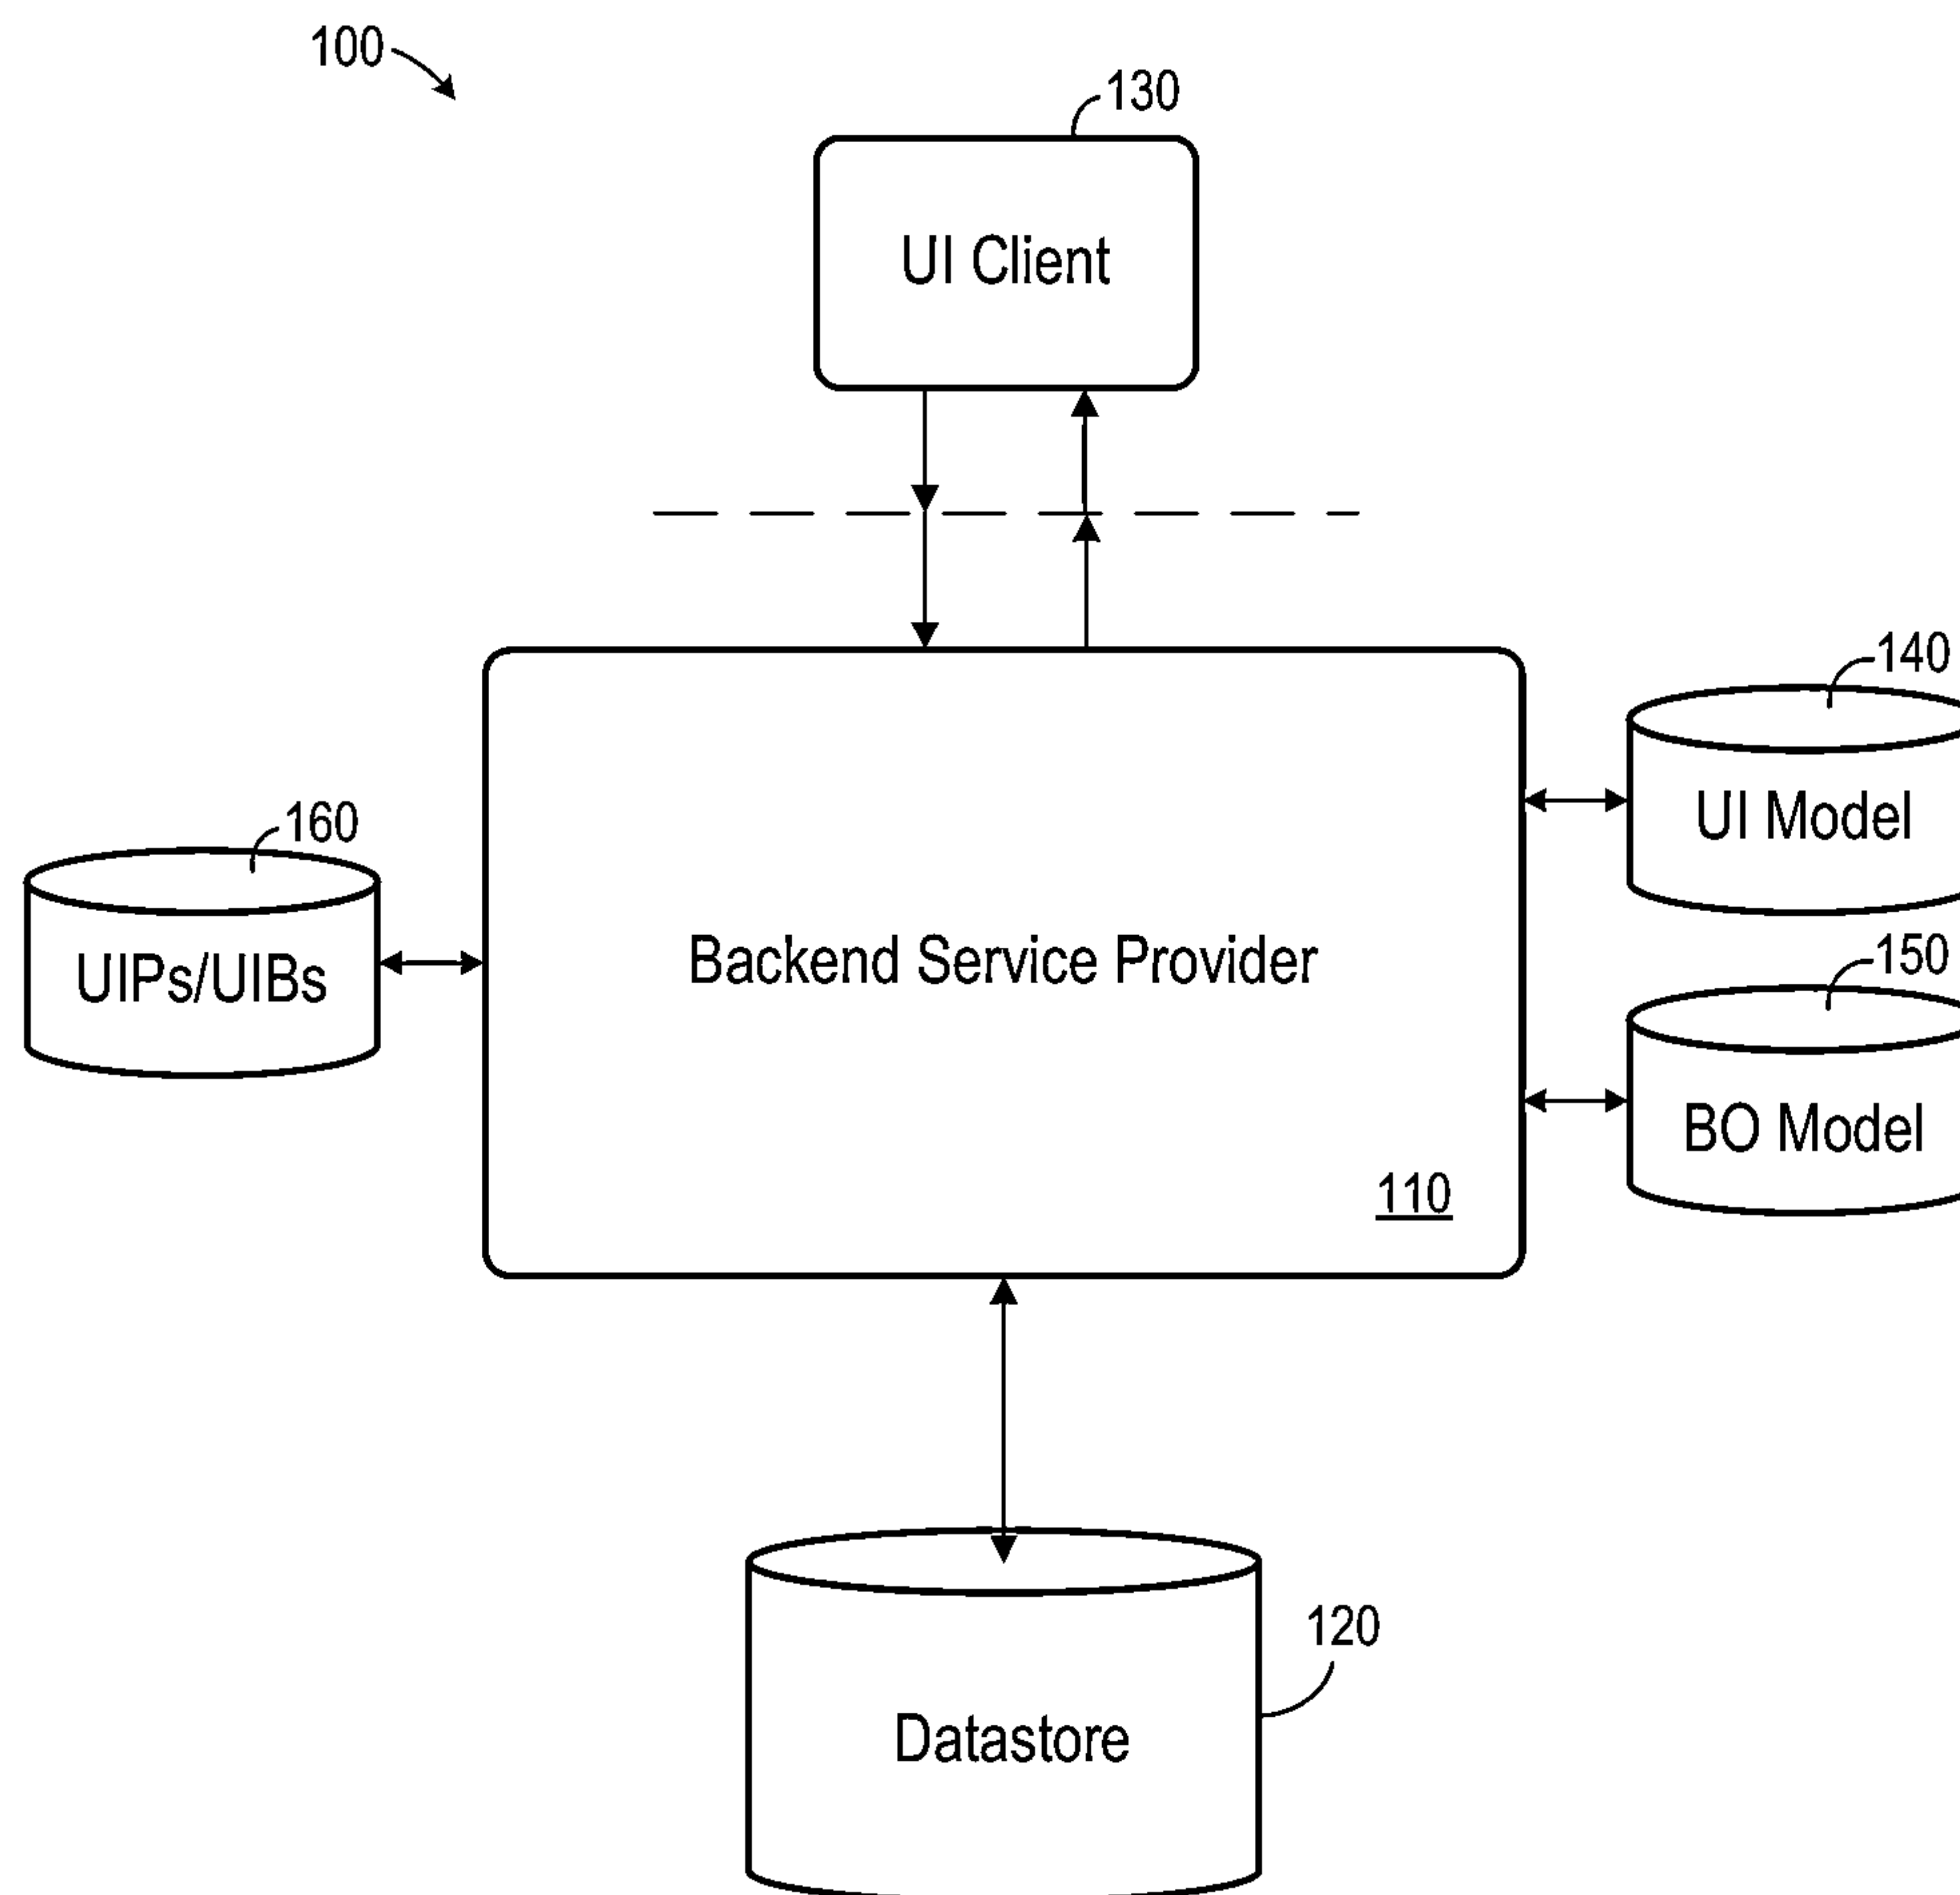 100
130
UI Client
140
UI Model
160
UIPs/UIBs
Backend Service Provider
150
BO Model
110
120
Datastore